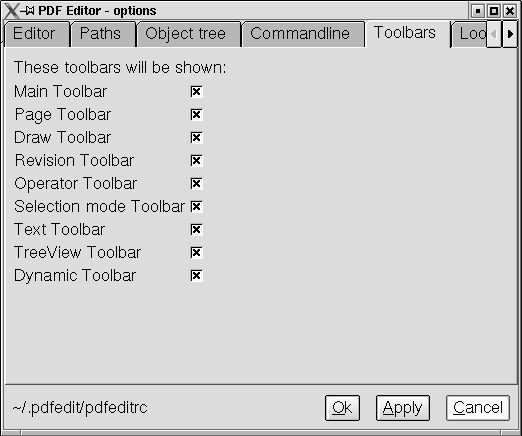 PDF Editor - options
Editor Paths Object tree Commandline Toolbars Loo
These toolbars will be shown:
Main Toolbar
Page Toolbar
Draw Toolbar
Revision Toolbar
Operator Toolbar
Selection mode Toolbar
Text Toolbar
TreeView Toolbar
Dynamic Toolbar
~/.pdfedit/pdfeditrc Ok Apply Cancel